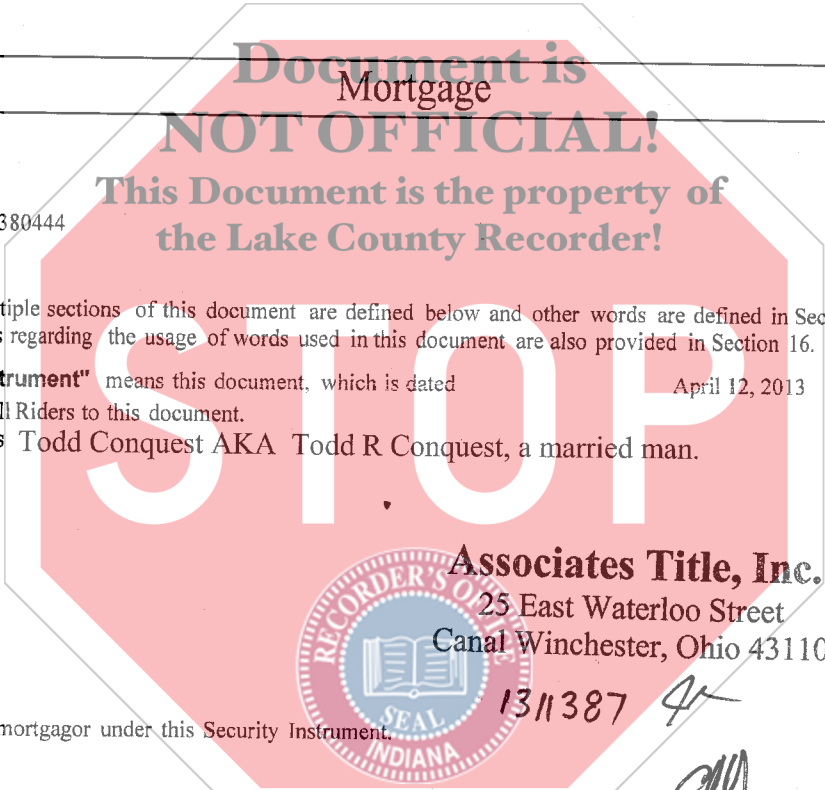 Document is
Mortgage
NOT OFFICIAL!
This Document is the property of
380444
the Lake County Recorder!
tiple sections of this document are defined below and other words are defined in Sec
s regarding the usage of words used in this document are also provided in Section 16.
trument" means this document, which is dated April 12, 2013
ll Riders to this document.
s Todd Conquest AKA Todd R Conquest, a married man.
STOP
Associates Title, Inc.
25 East Waterloo Street
Canal Winchester, Ohio 43110
RECORDER'S OFFICE
SEAL
INDIANA
1311387
mortgagor under this Security Instrument.